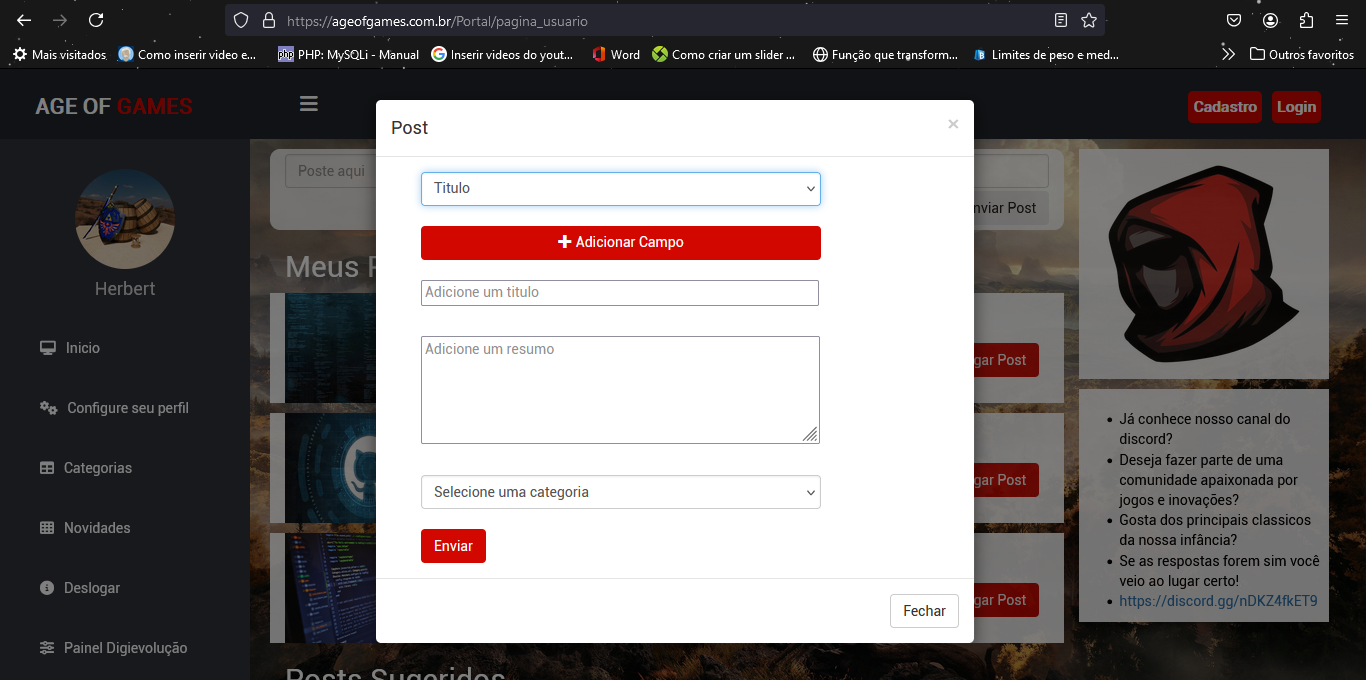 https://ageofgames.com.br/Portal/pagina_usuario
Mais visitados
Como inserir video e...
php PHP: MySQLi - Manual
Inserir videos do yout...
Word
Como criar um slider ...
Função que transform...
Limites de peso e med...
Outros favoritos
AGE OF GAMES
Cadastro
Login
Post
×
Poste aqui
Titulo
nviar Post
Adicionar Campo
Meus P
Herbert
Adicione um titulo
Adicione um resumo
Inicio
gar Post
Configure seu perfil
Já conhece nosso canal do
discord?
Deseja fazer parte de uma
comunidade apaixonada por
jogos e inovações?
Gosta dos principais classicos
da nossa infância?
Se as respostas forem sim você
veio ao lugar certo!
https://discord.gg/nDKZ4fkET9
Categorias
gar Post
Selecione uma categoria
Novidades
Enviar
Deslogar
gar Post
Fechar
Painel Digievolução
Posts Sugeridos